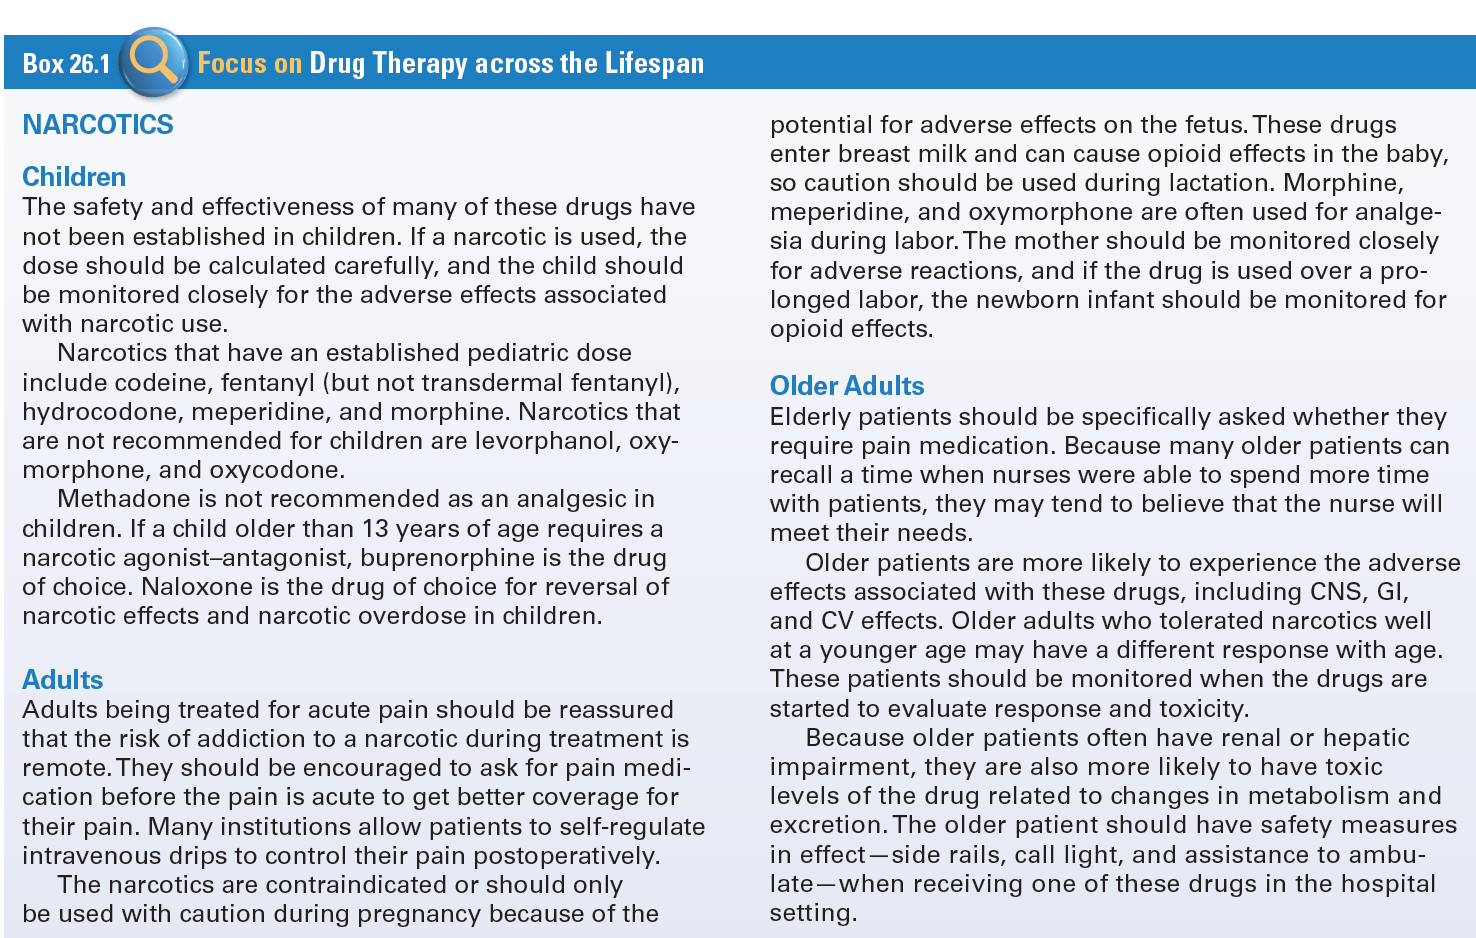 Box 26.1 Focus on Drug Therapy across the Lifespan
NARCOTICS
Children
The safety and effectiveness of many of these drugs have
not been established in children. If a narcotic is used, the
dose should be calculated carefully, and the child should
be monitored closely for the adverse effects associated
with narcotic use.
Narcotics that have an established pediatric dose
include codeine, fentanyl (but not transdermal fentanyl),
hydrocodone, meperidine, and morphine. Narcotics that
are not recommended for children are levorphanol, oxy-
morphone, and oxycodone.
Methadone is not recommended as an analgesic in
children. If a child older than 13 years of age requires a
narcotic agonist–antagonist, buprenorphine is the drug
of choice. Naloxone is the drug of choice for reversal of
narcotic effects and narcotic overdose in children.
Adults
Adults being treated for acute pain should be reassured
that the risk of addiction to a narcotic during treatment is
remote. They should be encouraged to ask for pain medi-
cation before the pain is acute to get better coverage for
their pain. Many institutions allow patients to self-regulate
intravenous drips to control their pain postoperatively.
The narcotics are contraindicated or should only
be used with caution during pregnancy because of the
potential for adverse effects on the fetus. These drugs
enter breast milk and can cause opioid effects in the baby,
so caution should be used during lactation. Morphine,
meperidine, and oxymorphone are often used for analge-
sia during labor. The mother should be monitored closely
for adverse reactions, and if the drug is used over a pro-
longed labor, the newborn infant should be monitored for
opioid effects.
Older Adults
Elderly patients should be specifically asked whether they
require pain medication. Because many older patients can
recall a time when nurses were able to spend more time
with patients, they may tend to believe that the nurse will
meet their needs.
Older patients are more likely to experience the adverse
effects associated with these drugs, including CNS, GI,
and CV effects. Older adults who tolerated narcotics well
at a younger age may have a different response with age.
These patients should be monitored when the drugs are
started to evaluate response and toxicity.
Because older patients often have renal or hepatic
impairment, they are also more likely to have toxic
levels of the drug related to changes in metabolism and
excretion. The older patient should have safety measures
in effect—side rails, call light, and assistance to ambu-
late—when receiving one of these drugs in the hospital
setting.